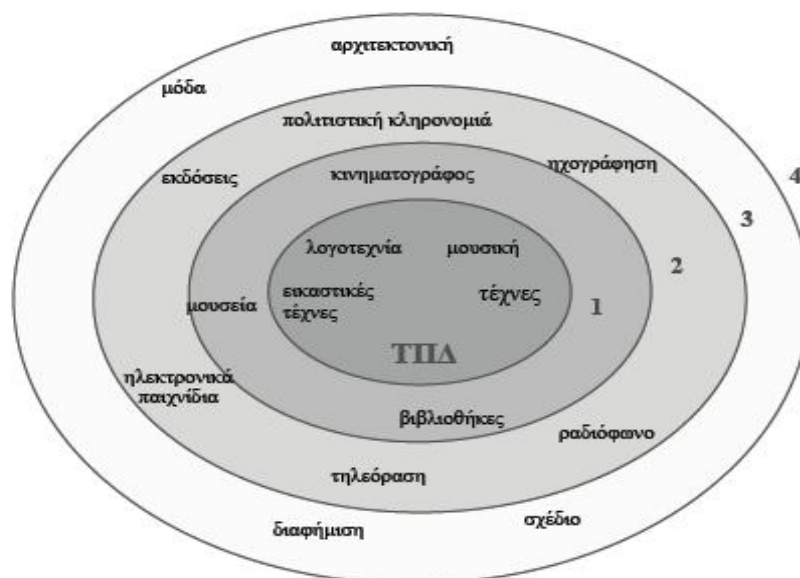 αρχιτεκτονική
μόδα
πολιτιστική κληρονομιά
ηχογράφηση
εκδόσεις
κινηματογράφος
4
3
λογοτεχνία
μουσική
2
εικαστικές
τέχνες
τέχνες
μουσεία
1
ΤΠΔ
ηλεκτρονικά
παιχνίδια
βιβλιοθήκες
ραδιόφωνο
τηλεόραση
σχέδιο
διαφήμιση